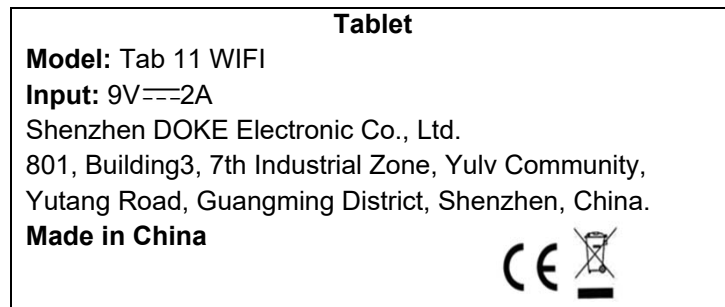 Tablet
Model: Tab 11 WIFI
Input: 9V⎓2A
Shenzhen DOKE Electronic Co., Ltd.
801, Building3, 7th Industrial Zone, Yulv Community,
Yutang Road, Guangming District, Shenzhen, China.
Made in China
CE